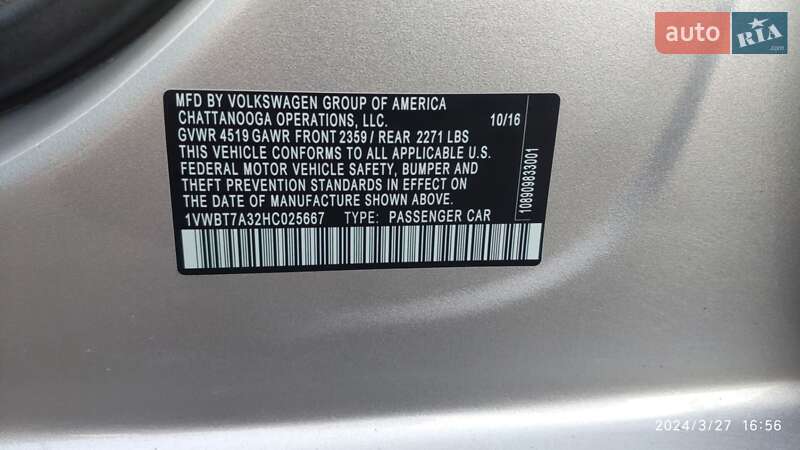 auto RIA .com
MFD BY VOLKSWAGEN GROUP OF AMERICA
CHATTANOOGA OPERATIONS, LLC. 10/16
GVWR 4519 GAWR FRONT 2359 / REAR 2271 LBS
THIS VEHICLE CONFORMS TO ALL APPLICABLE U.S.
FEDERAL MOTOR VEHICLE SAFETY, BUMPER AND
THEFT PREVENTION STANDARDS IN EFFECT ON
THE DATE OF MANUFACTURE SHOWN ABOVE.
1VWBT7A32HC025667 TYPE: PASSENGER CAR
108909833001
2024/3/27 16:56